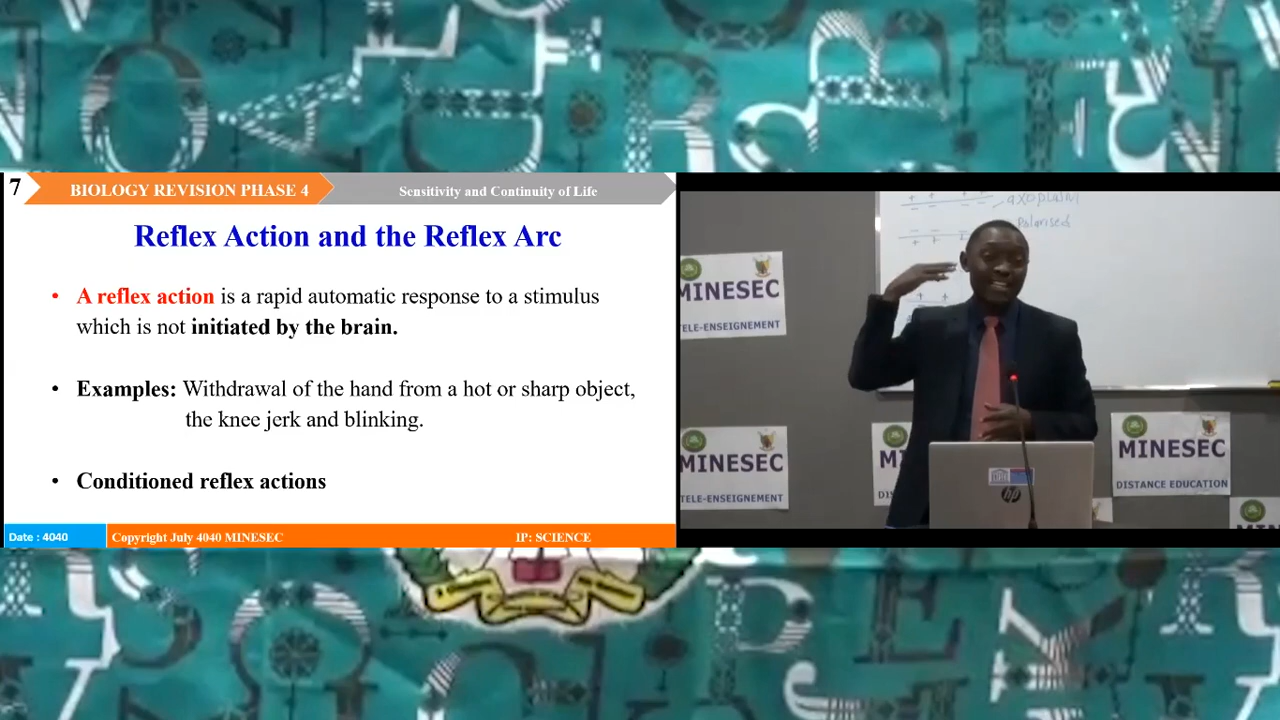 7
BIOLOGY REVISION PHASE 4
Sensitivity and Continuity of Life
Reflex Action and the Reflex Arc
• A reflex action is a rapid automatic response to a stimulus
which is not initiated by the brain.
• Examples: Withdrawal of the hand from a hot or sharp object,
the knee jerk and blinking.
• Conditioned reflex actions
Date : 4040
Copyright July 4040 MINESEC
IP: SCIENCE
axoplasm
Polarised
MINESEC
TELE-ENSEIGNEMENT
MINESEC
TELE-ENSEIGNEMENT
MI
DIS
hp
MINESEC
DISTANCE EDUCATION
MINESEC